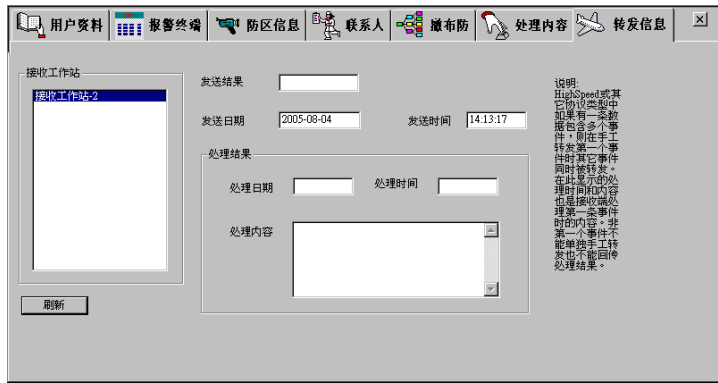 用户资料 报警终端 防区信息 联系人 撤布防 处理内容 转发信息
接收工作站
接收工作站-2
刷新
发送结果
发送日期 2005-08-04 发送时间 14:13:17
处理结果
处理日期 处理时间
处理内容
说明:
HighSpeed或其
它协议类型中
如果有一条数
据包含多个事
件，则在手工
转发第一个事
件时其它事件
同时被转发。
在此显示的处
理时间和内容
也是接收端处
理第一条事件
时的内容。非
第一个事件不
能单独手工转
发也不能回传
处理结果。